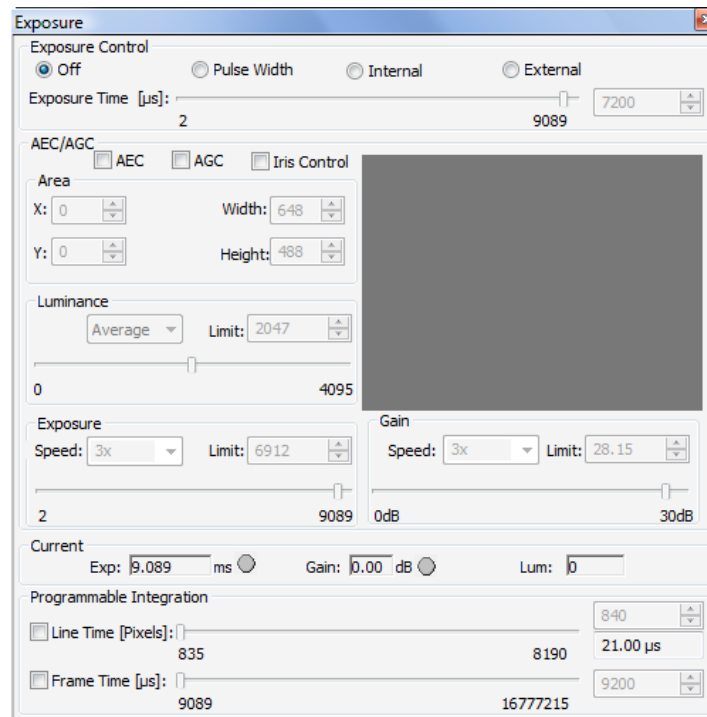 Exposure
Exposure Control
Off Pulse Width Internal External
Exposure Time [µs]: 7200
2 9089
AEC/AGC
AEC AGC Iris Control
Area
X: 0 Width: 648
Y: 0 Height: 488
Luminance
Average Limit: 2047
0 4095
Exposure
Speed: 3x Limit: 6912
2 9089
Gain
Speed: 3x Limit: 28.15
0dB 30dB
Current
Exp: 9.089 ms Gain: 0.00 dB Lum: 0
Programmable Integration
840
Line Time [Pixels]:
835 8190 21.00 µs
Frame Time [µs]: 9200
9089 16777215